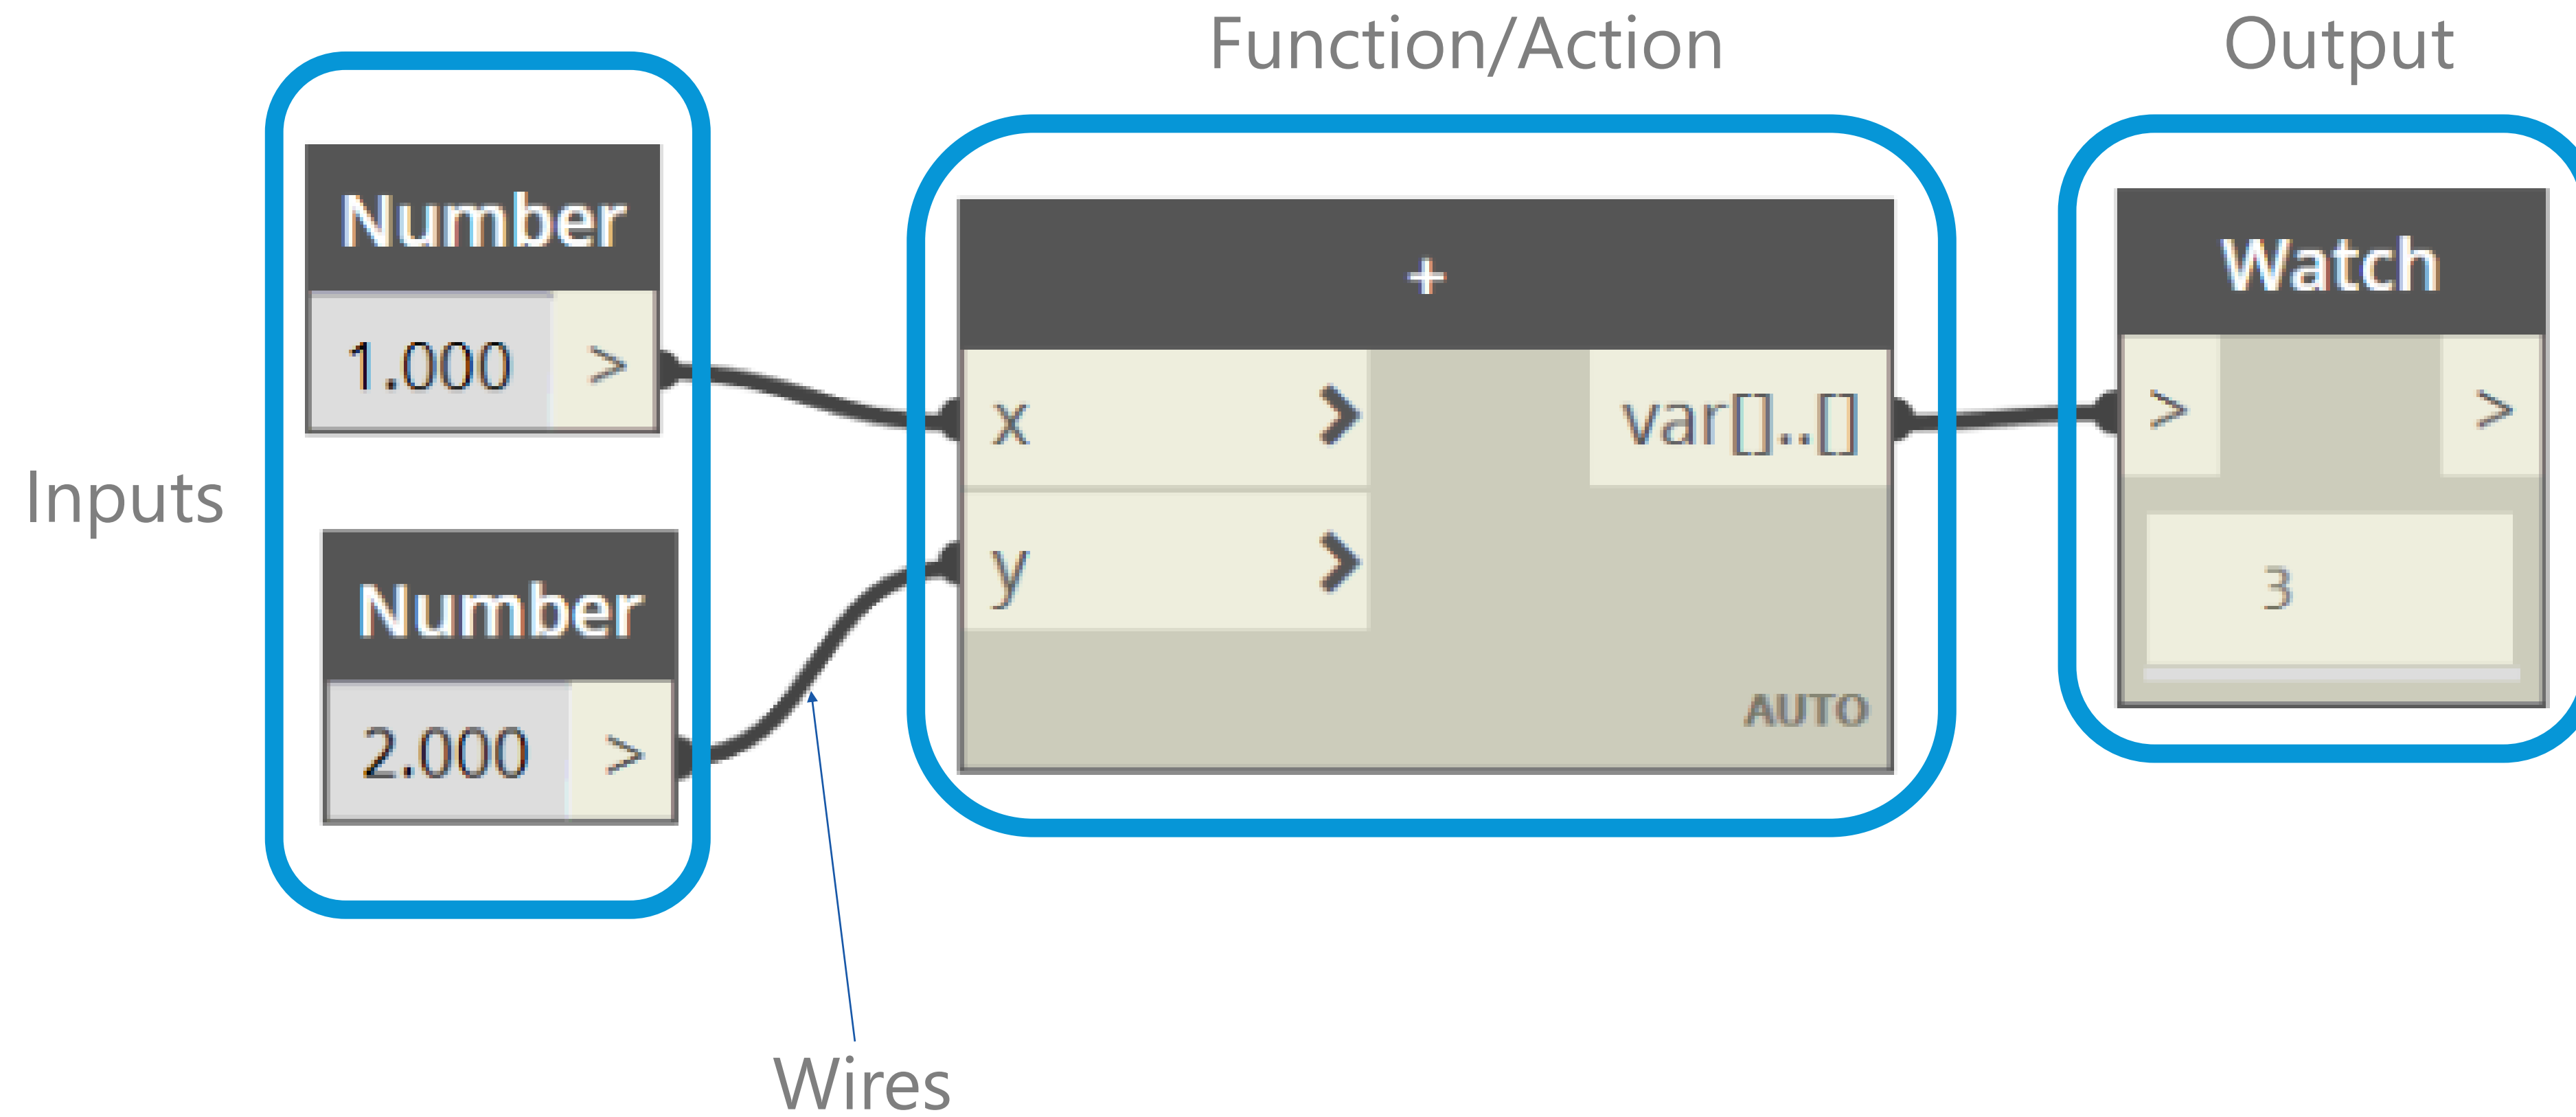 Function/Action
Output
Inputs
Number
1.000 >
Number
2.000 >
+
x
var[]..[]
y
AUTO
Watch
> >
3
Wires